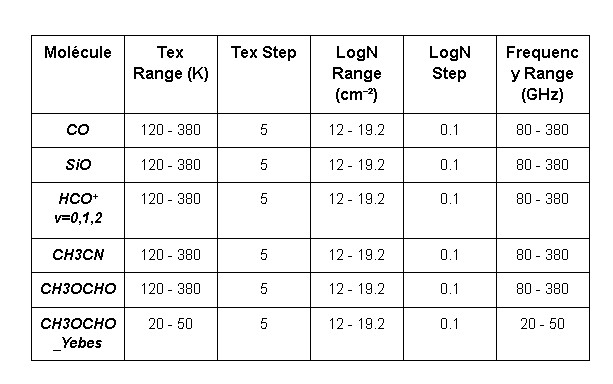 Molécule Tex Range (K) Tex Step LogN Range (cm⁻²) LogN Step Frequenc y Range (GHz)
CO 120 - 380 5 12 - 19.2 0.1 80 - 380
SiO 120 - 380 5 12 - 19.2 0.1 80 - 380
HCO⁺ v=0,1,2 120 - 380 5 12 - 19.2 0.1 80 - 380
CH3CN 120 - 380 5 12 - 19.2 0.1 80 - 380
CH3OCHO 120 - 380 5 12 - 19.2 0.1 80 - 380
CH3OCHO _Yebes 20 - 50 5 12 - 19.2 0.1 20 - 50